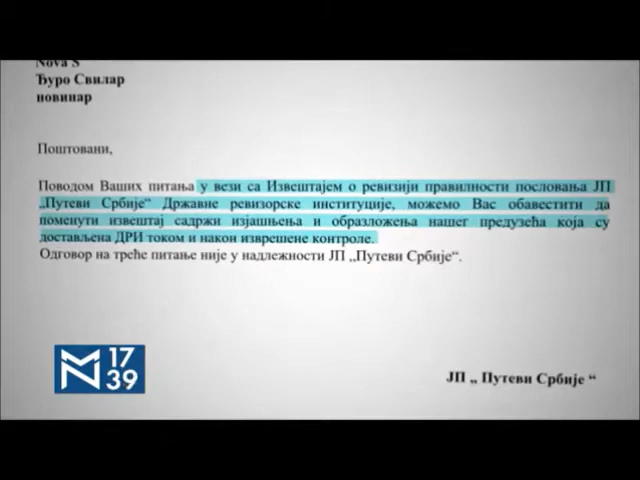 Nova S
Ђуро Свилар
новинар
Поштовани,
Поводом Ваших питања у вези са Извештајем о ревизији правилности пословања ЈП
„Путеви Србије“ Државне ревизорске институције, можемо Вас обавестити да
поменути извештај садржи изјашњења и образложења нашег предузећа која су
достављена ДРИ током и након извршене контроле.
Одговор на треће питање није у надлежности ЈП „Путеви Србије“.
N 17
39
ЈП „ Путеви Србије “